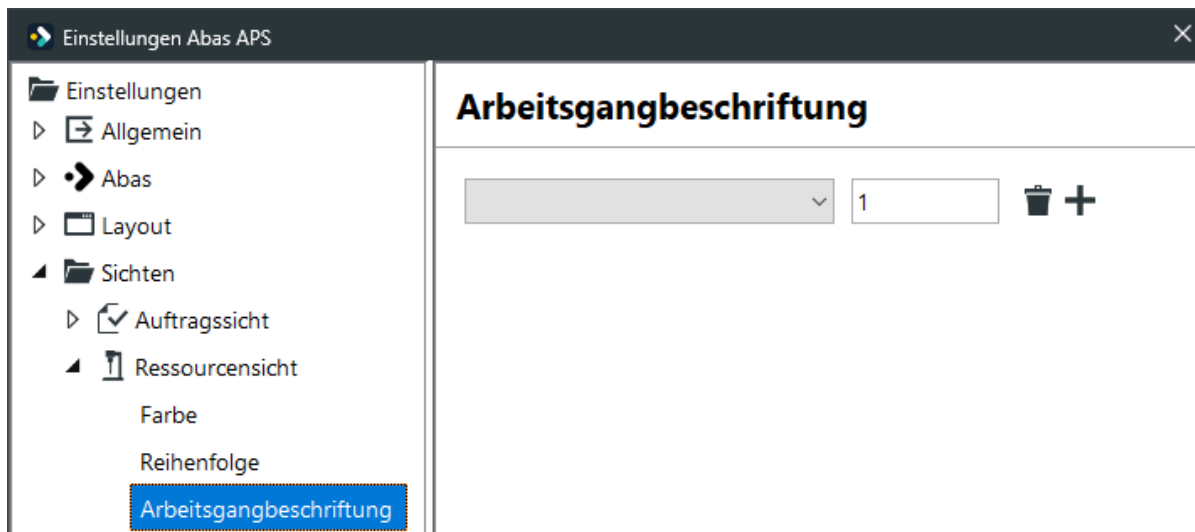 Einstellungen Abas APS
Einstellungen
Allgemein
Abas
Layout
Sichten
Auftragssicht
Ressourcensicht
Farbe
Reihenfolge
Arbeitsgangbeschriftung
Arbeitsgangbeschriftung
1